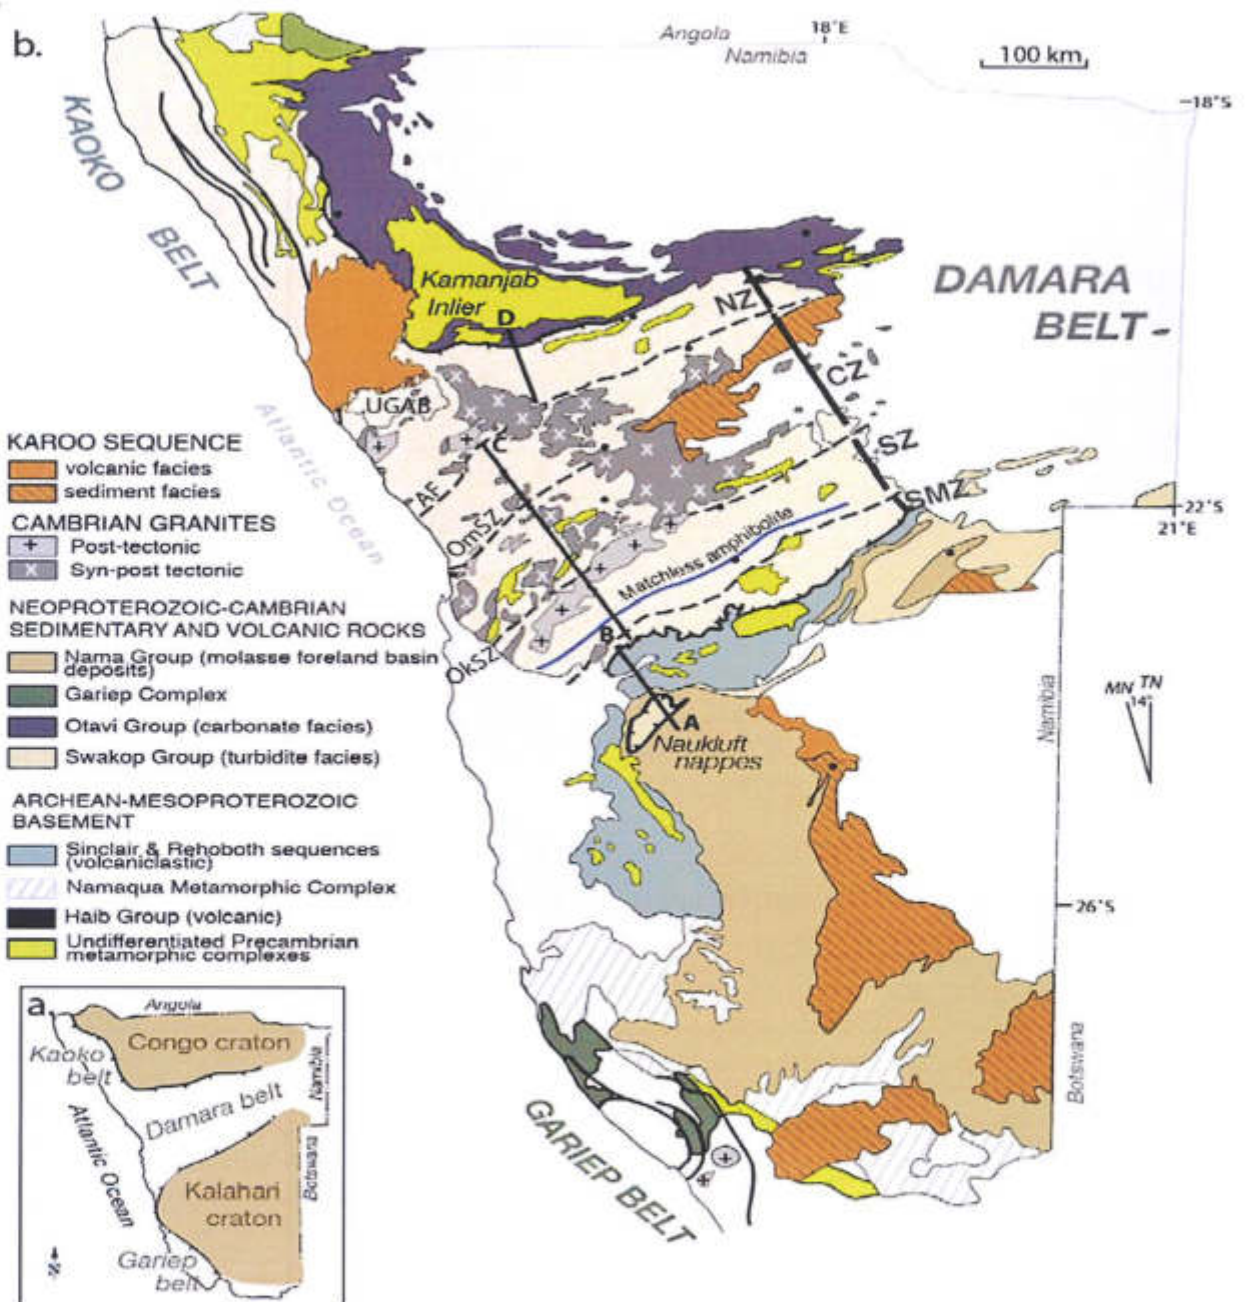 b.
Angola
Namibia
18°E
100 km
18°S
KAOKO
BELT
Kamanjab
Inlier
D
NZ
DAMARA
BELT
CZ
UGAB
C
SZ
SMZ
AF
OmSZ
Matchless amphibolite
22°S
21°E
B
OkSZ
Atlantic Ocean
A
Naukluft
nappes
Namibia
MN TN
14°
26°S
Botswana
GARIEP BELT
KAROO SEQUENCE
volcanic facies
sediment facies
CAMBRIAN GRANITES
+ Post-tectonic
x Syn-post tectonic
NEOPROTEROZOIC-CAMBRIAN
SEDIMENTARY AND VOLCANIC ROCKS
Nama Group (molasse foreland basin
deposits)
Gariep Complex
Otavi Group (carbonate facies)
Swakop Group (turbidite facies)
ARCHEAN-MESOPROTEROZOIC
BASEMENT
Sinclair & Rehoboth sequences
(volcaniclastic)
Namaqua Metamorphic Complex
Haib Group (volcanic)
Undifferentiated Precambrian
metamorphic complexes
a.
Angola
Congo craton
Kaoko
belt
Namibia
Damara belt
Atlantic Ocean
Botswana
Kalahari
craton
Gariep
belt
N